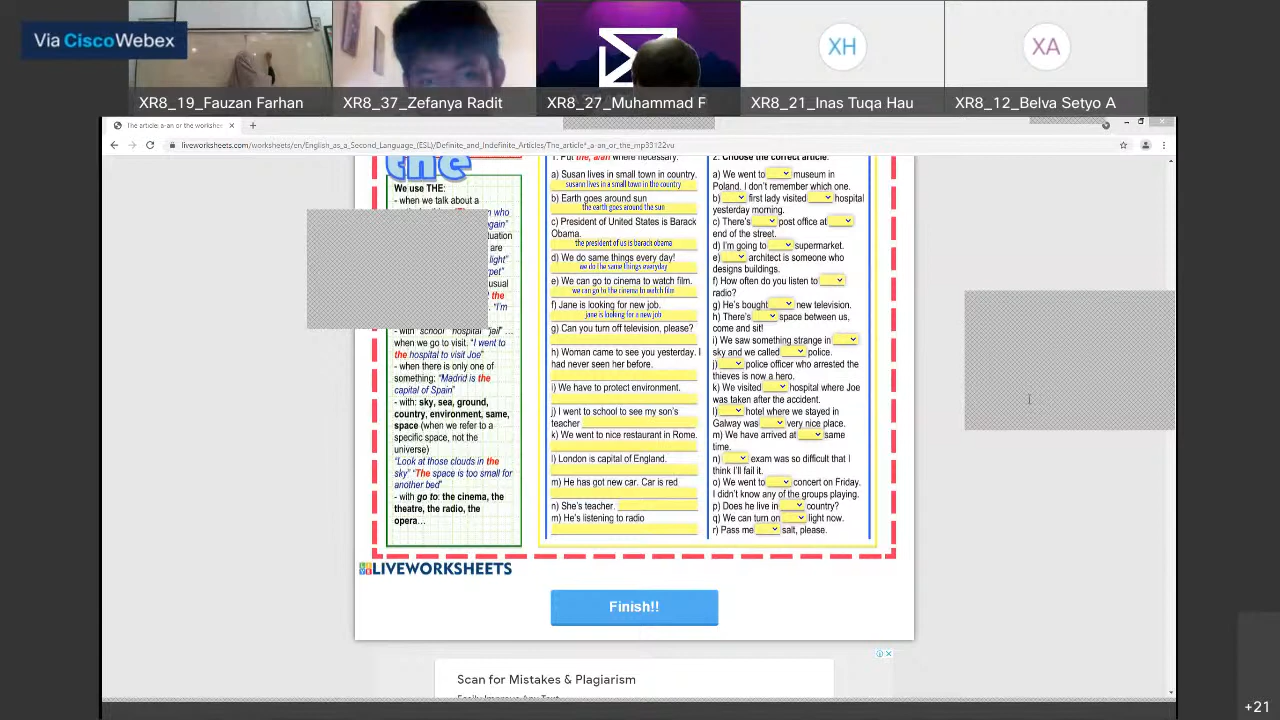 Via Cisco Webex
XH
XA
XR8_19_Fauzan Farhan
XR8_37_Zefanya Radit
XR8_27_Muhammad F
XR8_21_Inas Tuqa Hau
XR8_12_Belva Setyo A
The article: a-an or the workshe
liveworksheets.com/worksheets/en/English_as_a_Second_Language_(ESL)/Definite_and_Indefinite_Articles/The_article*_a-an_or_the_mp33122vu
the
We use THE:
- when we talk about a
n who
gain"
tuation
are
light"
rpet"
usual
the
"I'm
- with "school" "hospital" "jail" …
when we go to visit. "I went to
the hospital to visit Joe"
- when there is only one of
something: "Madrid is the
capital of Spain"
- with: sky, sea, ground,
country, environment, same,
space (when we refer to a
specific space, not the
universe)
"Look at those clouds in the
sky" "The space is too small for
another bed"
- with go to: the cinema, the
theatre, the radio, the
opera…
1. Put the, a/an where necessary.
a) Susan lives in small town in country.
susann lives in a small town in the country
b) Earth goes around sun
the earth goes around the sun
c) President of United States is Barack
Obama.
the president of us is barack obama
d) We do same things every day!
we do the same things everyday
e) We can go to cinema to watch film.
we can go to the cinema to watch film
f) Jane is looking for new job.
jane is looking for a new job
g) Can you turn off television, please?
h) Woman came to see you yesterday. I
had never seen her before.
i) We have to protect environment.
j) I went to school to see my son's
teacher
k) We went to nice restaurant in Rome.
l) London is capital of England.
m) He has got new car. Car is red
n) She's teacher.
m) He's listening to radio
2. Choose the correct article.
a) We went to museum in
Poland. I don't remember which one.
b) first lady visited hospital
yesterday morning.
c) There's post office at
end of the street.
d) I'm going to supermarket.
e) architect is someone who
designs buildings.
f) How often do you listen to
radio?
g) He's bought new television.
h) There's space between us,
come and sit!
i) We saw something strange in
sky and we called police.
j) police officer who arrested the
thieves is now a hero.
k) We visited hospital where Joe
was taken after the accident.
l) hotel where we stayed in
Galway was very nice place.
m) We have arrived at same
time.
n) exam was so difficult that I
think I'll fail it.
o) We went to concert on Friday.
I didn't know any of the groups playing.
p) Does he live in country?
q) We can turn on light now.
r) Pass me salt, please.
LIVEWORKSHEETS
Finish!!
Scan for Mistakes & Plagiarism
+21